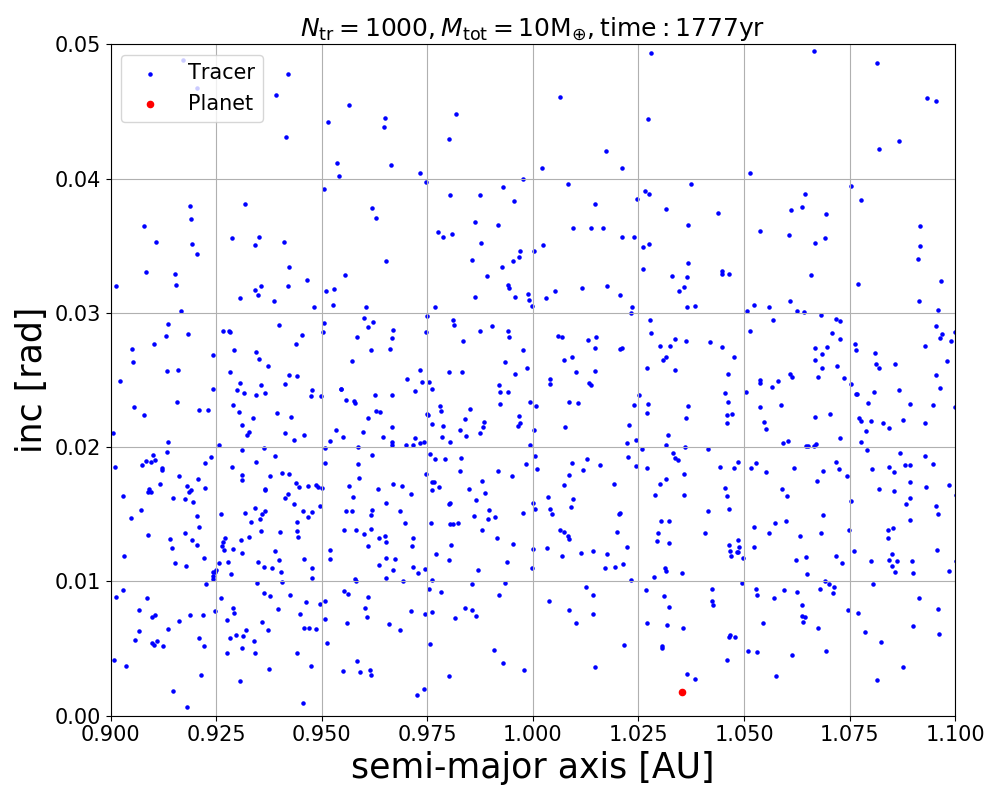 N_tr = 1000, M_tot = 10M_⊕, time : 1777yr
Tracer
Planet
0.05
0.04
0.03
0.02
0.01
0.00
inc [rad]
0.900 0.925 0.950 0.975 1.000 1.025 1.050 1.075 1.100
semi-major axis [AU]